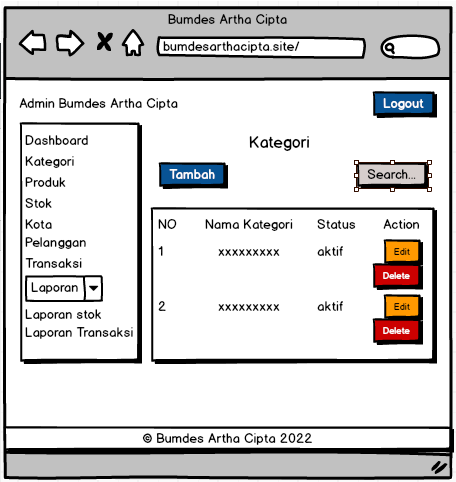 Bumdes Artha Cipta
bumdesarthacipta.site/
Admin Bumdes Artha Cipta
Logout
Dashboard
Kategori
Produk
Stok
Kota
Pelanggan
Transaksi
Laporan
Laporan stok
Laporan Transaksi
Kategori
Tambah
Search...
NO Nama Kategori Status Action
1 xxxxxxxxx aktif Edit
Delete
2 xxxxxxxxx aktif Edit
Delete
© Bumdes Artha Cipta 2022